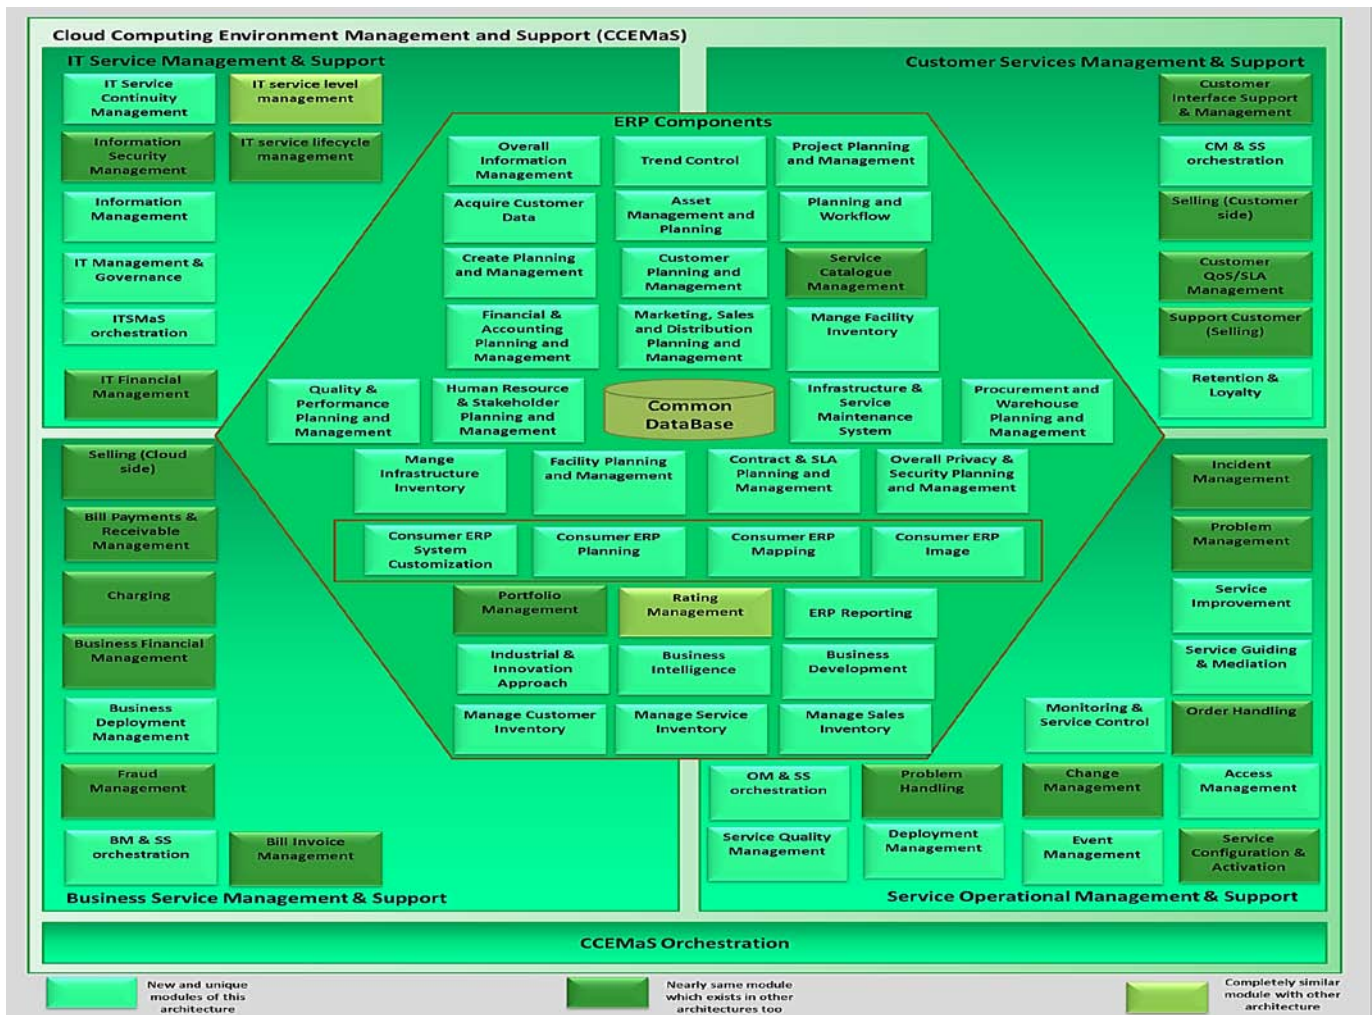 Cloud Computing Environment Management and Support (CCEMaS)
IT Service Management & Support
IT Service
Continuity
Management
IT service level
management
Information
Security
Management
IT service lifecycle
management
Information
Management
IT Management &
Governance
ITSMaS
orchestration
IT Financial
Management
Customer Services Management & Support
Customer
Interface Support
& Management
CM & SS
orchestration
Selling (Customer
side)
Customer
QoS/SLA
Management
Support Customer
(Selling)
Retention &
Loyalty
ERP Components
Overall
Information
Management
Trend Control
Project Planning
and Management
Acquire Customer
Data
Asset
Management and
Planning
Planning and
Workflow
Create Planning
and Management
Customer
Planning and
Management
Service
Catalogue
Management
Financial &
Accounting
Planning and
Management
Marketing, Sales
and Distribution
Planning and
Management
Mange Facility
Inventory
Quality &
Performance
Planning and
Management
Human Resource
& Stakeholder
Planning and
Management
Common
DataBase
Infrastructure &
Service
Maintenance
System
Procurement and
Warehouse
Planning and
Management
Mange
Infrastructure
Inventory
Facility Planning
and Management
Contract & SLA
Planning and
Management
Overall Privacy &
Security Planning
and Management
Consumer ERP
System
Customization
Consumer ERP
Planning
Consumer ERP
Mapping
Consumer ERP
Image
Portfolio
Management
Rating
Management
ERP Reporting
Industrial &
Innovation
Approach
Business
Intelligence
Business
Development
Manage Customer
Inventory
Manage Service
Inventory
Manage Sales
Inventory
Selling (Cloud
side)
Bill Payments &
Receivable
Management
Charging
Business Financial
Management
Business
Deployment
Management
Fraud
Management
BM & SS
orchestration
Bill Invoice
Management
Business Service Management & Support
Incident
Management
Problem
Management
Service
Improvement
Service Guiding
& Mediation
Monitoring &
Service Control
Order Handling
OM & SS
orchestration
Problem
Handling
Change
Management
Access
Management
Service Quality
Management
Deployment
Management
Event
Management
Service
Configuration &
Activation
Service Operational Management & Support
CCEMaS Orchestration
New and unique
modules of this
architecture
Nearly same module
which exists in other
architectures too
Completely similar
module with other
architecture